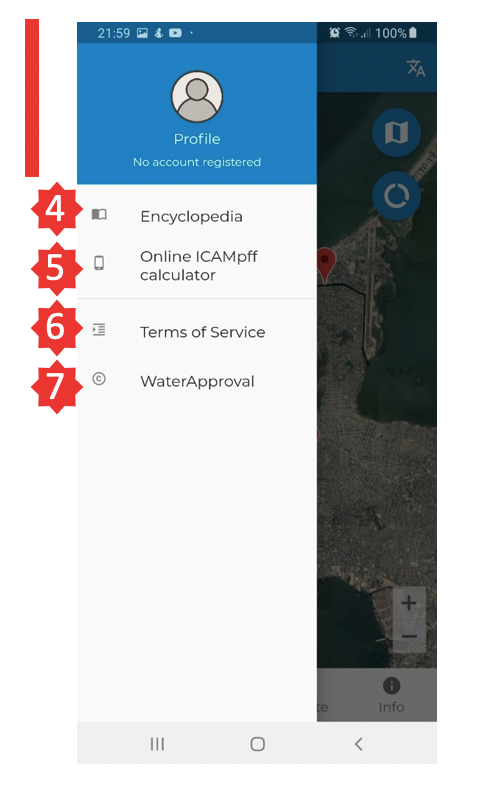 21:59
100%
Profile
No account registered
4
Encyclopedia
5
Online ICAMpff
calculator
6
Terms of Service
7
WaterApproval
+
−
te
Info